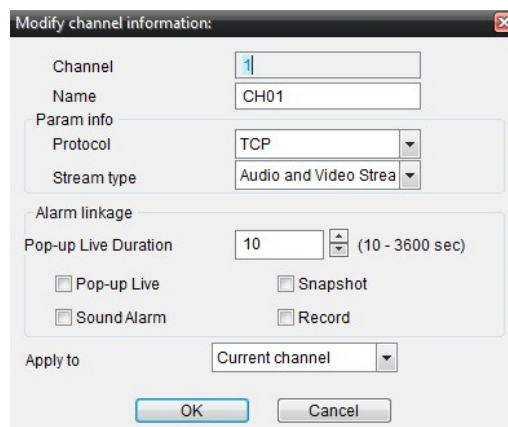 Modify channel information:
Channel 1
Name CH01
Param info
Protocol TCP
Stream type Audio and Video Strea
Alarm linkage
Pop-up Live Duration 10 (10 - 3600 sec)
Pop-up Live Snapshot
Sound Alarm Record
Apply to Current channel
OK Cancel